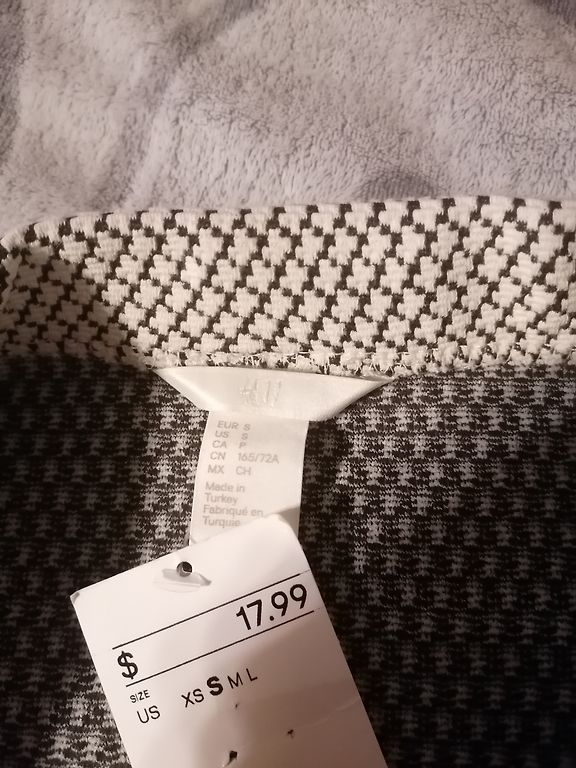 H&M
EUR S
US S
CA P
CN 165/72A
MX CH
Made in
Turkey
Fabriqué en
Turquie
$ 17.99
SIZE
US XS S M L